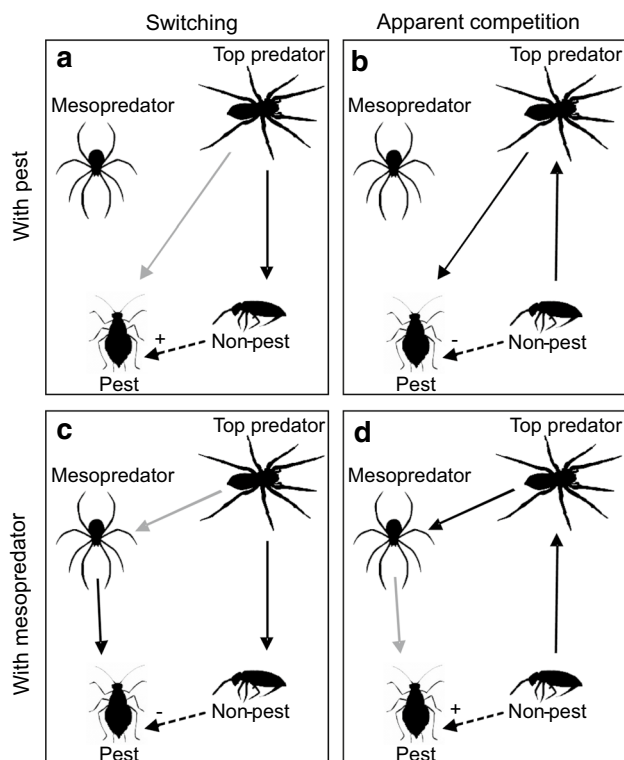 Switching
Apparent competition
With pest
a
Top predator
Mesopredator
+
Non-pest
Pest
b
Top predator
Mesopredator
-
Non-pest
Pest
With mesopredator
c
Top predator
Mesopredator
-
Non-pest
Pest
d
Top predator
Mesopredator
+
Non-pest
Pest